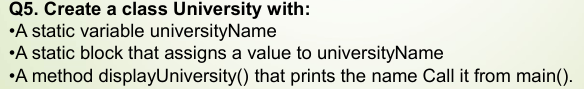 Q5. Create a class University with:
•A static variable universityName
•A static block that assigns a value to universityName
•A method displayUniversity() that prints the name Call it from main().